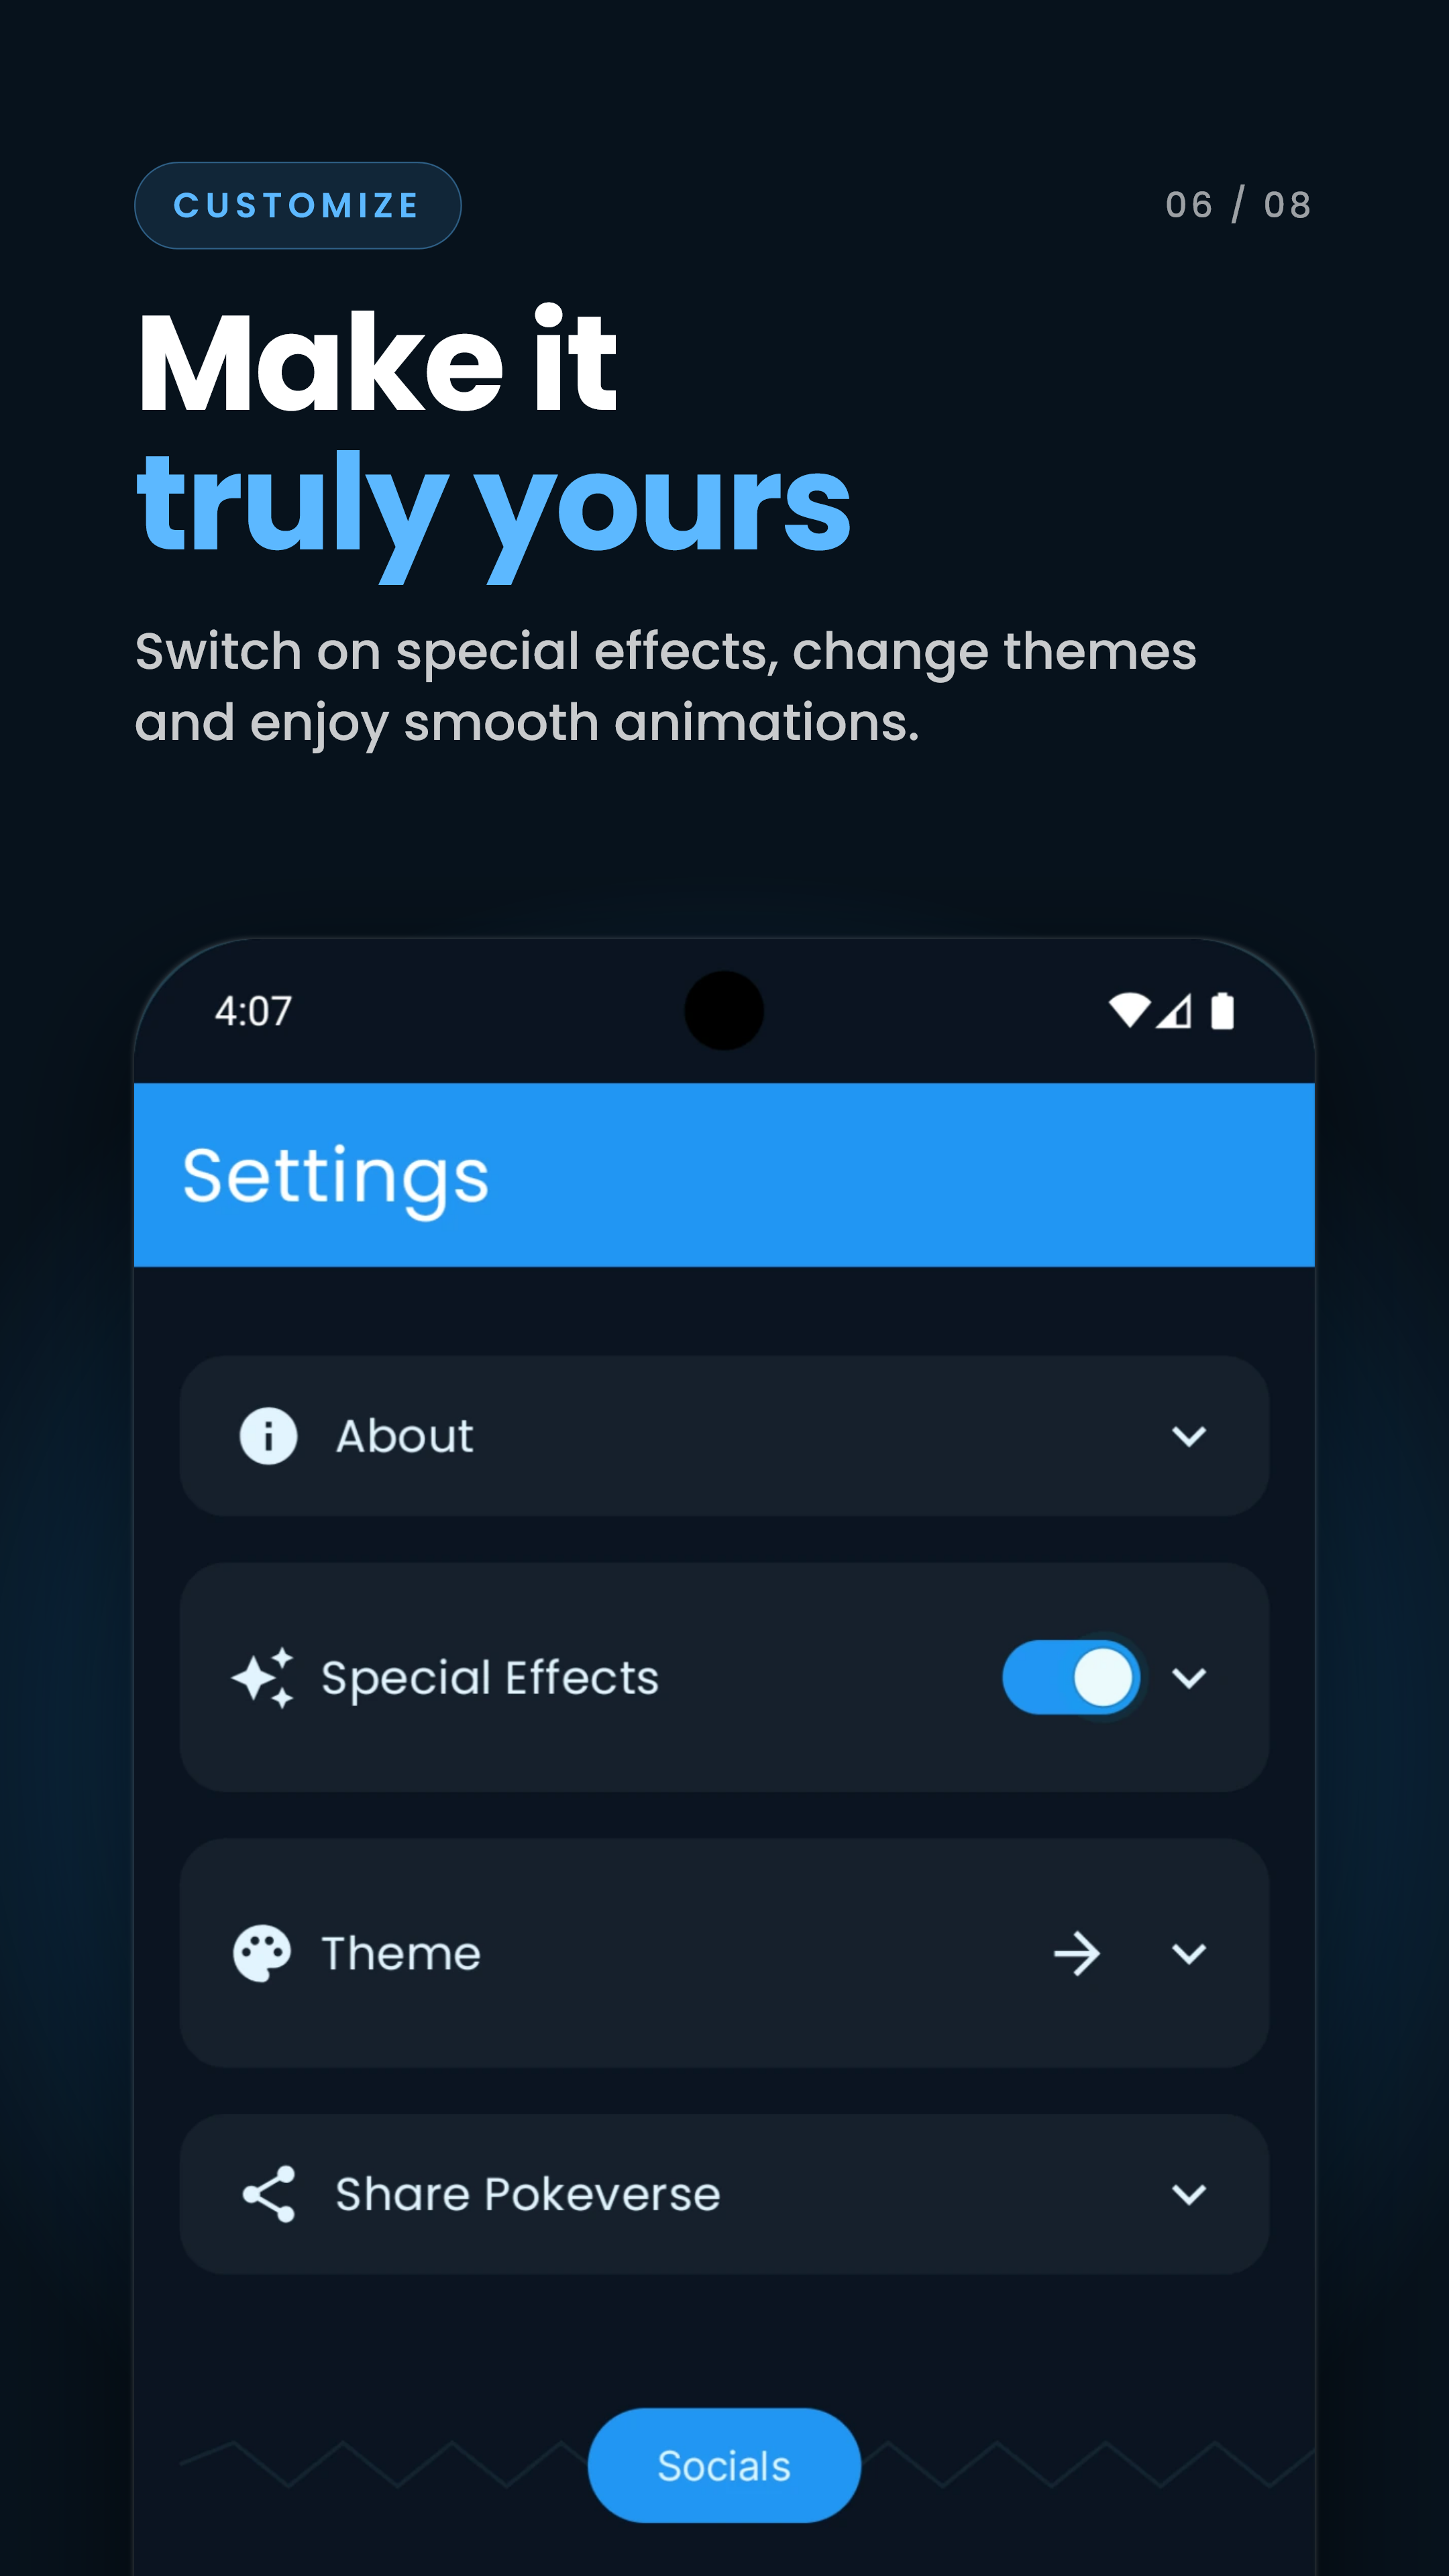 CUSTOMIZE
06 / 08
Make it
truly yours
Switch on special effects, change themes
and enjoy smooth animations.
4:07
Settings
About
Special Effects
Theme
Share Pokeverse
Socials